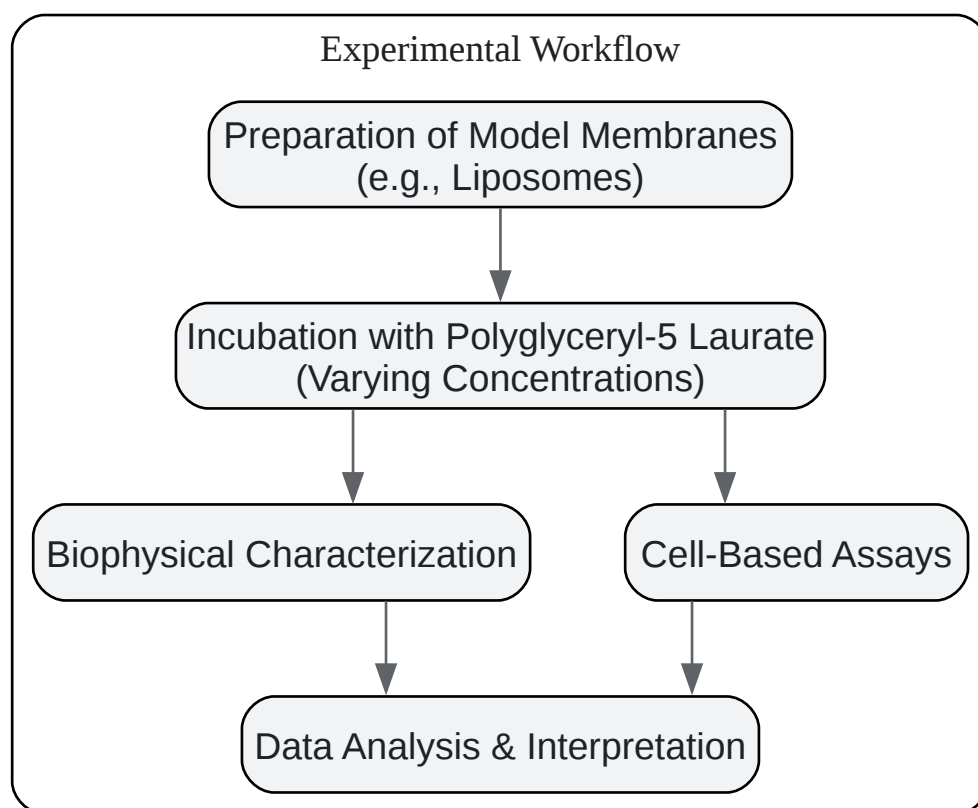 Experimental Workflow
Preparation of Model Membranes
(e.g., Liposomes)
Incubation with Polyglyceryl-5 Laurate
(Varying Concentrations)
Biophysical Characterization
Cell-Based Assays
Data Analysis & Interpretation